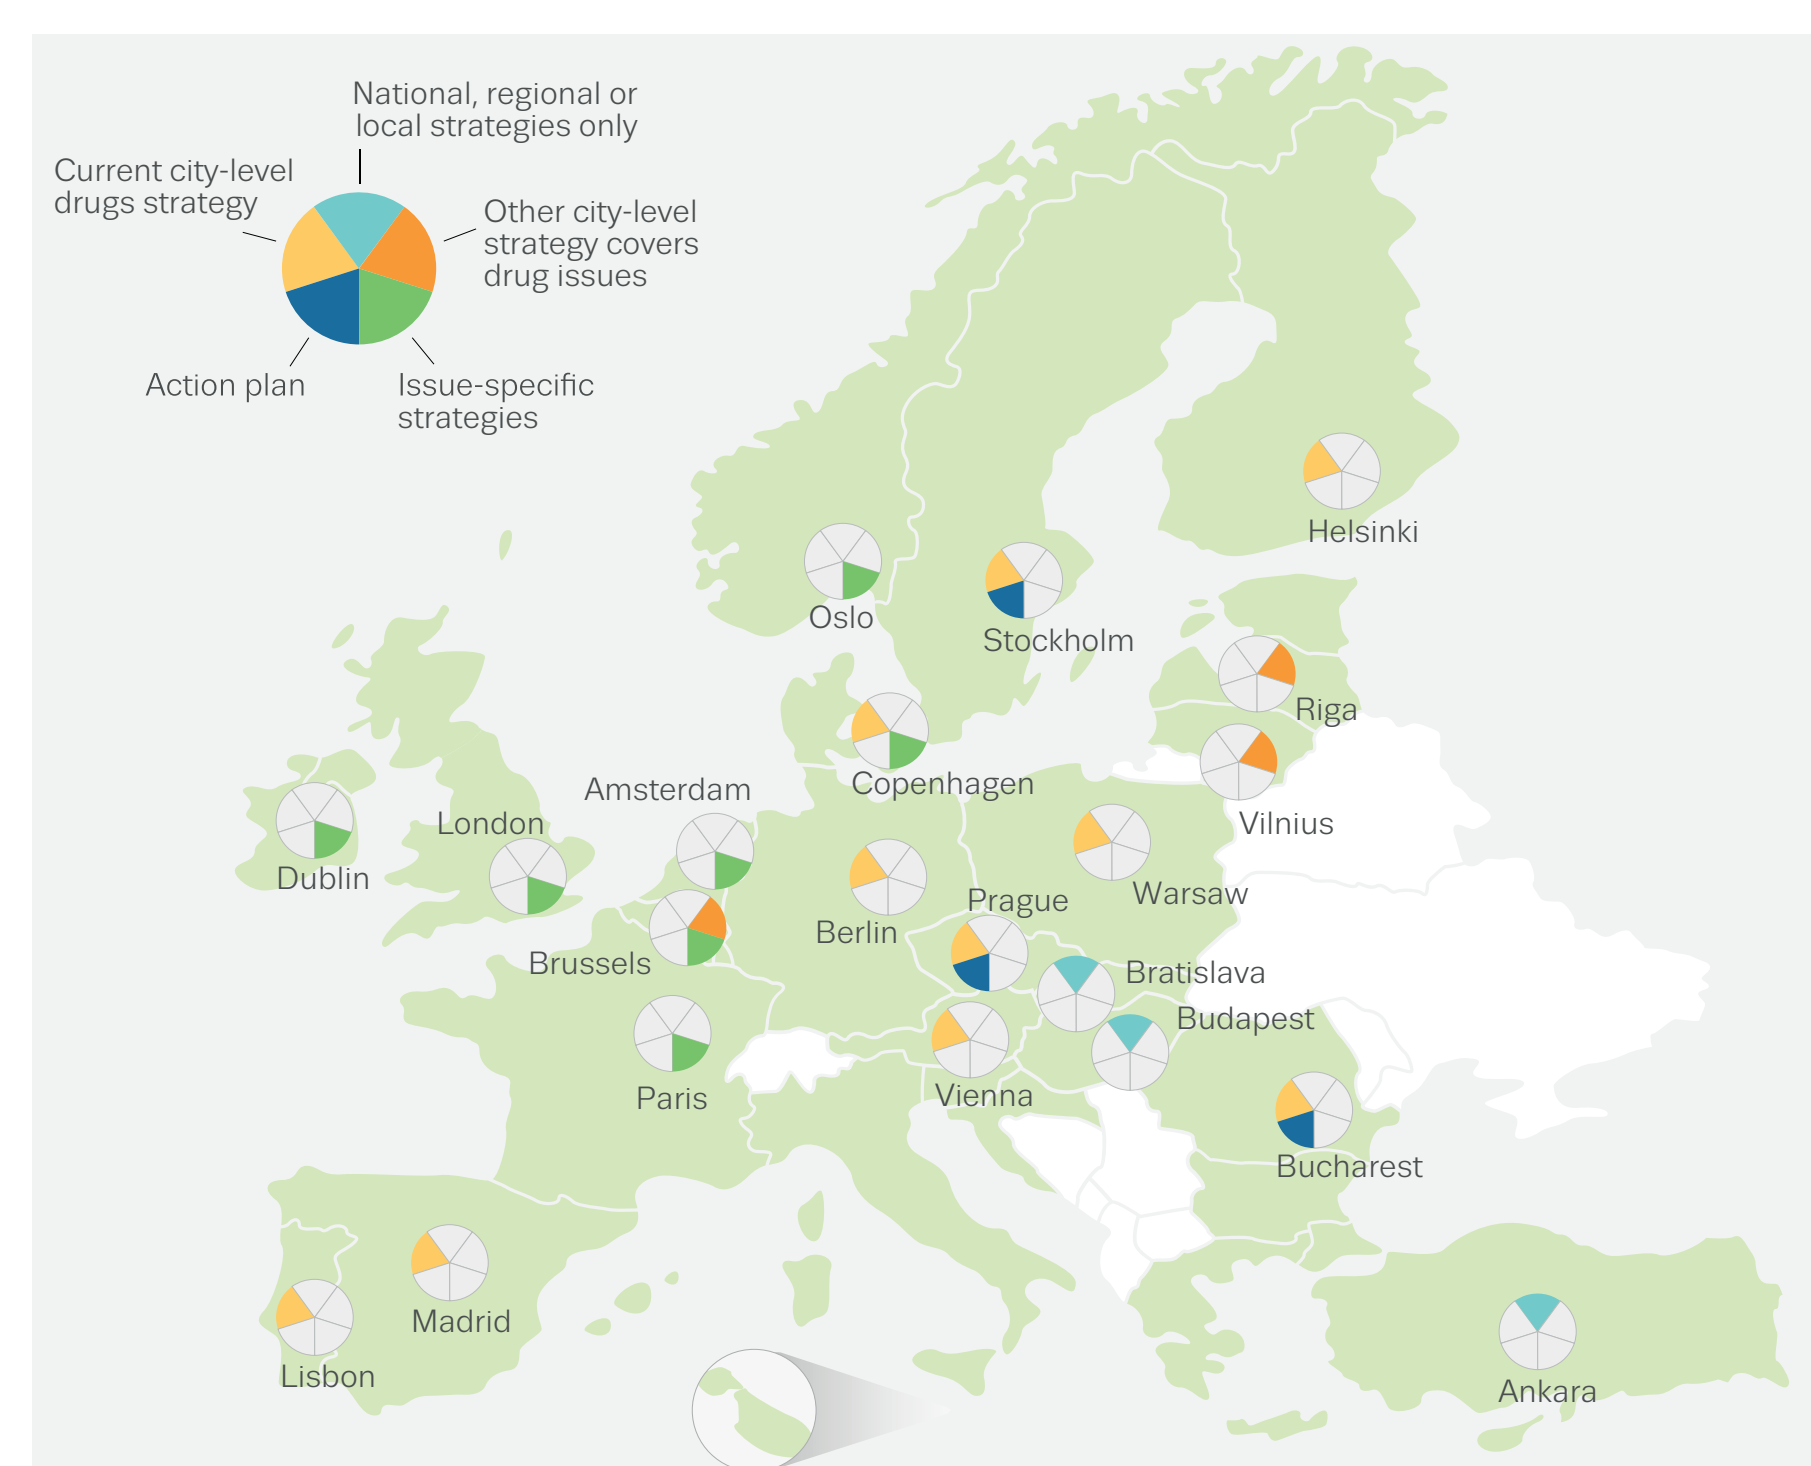 National, regional or
local strategies only
Current city-level
drugs strategy
Other city-level
strategy covers
drug issues
Action plan
Issue-specific
strategies
Helsinki
Oslo
Stockholm
Riga
Copenhagen
Amsterdam
London
Vilnius
Dublin
Warsaw
Prague
Berlin
Brussels
Bratislava
Budapest
Paris
Vienna
Bucharest
Madrid
Lisbon
Ankara